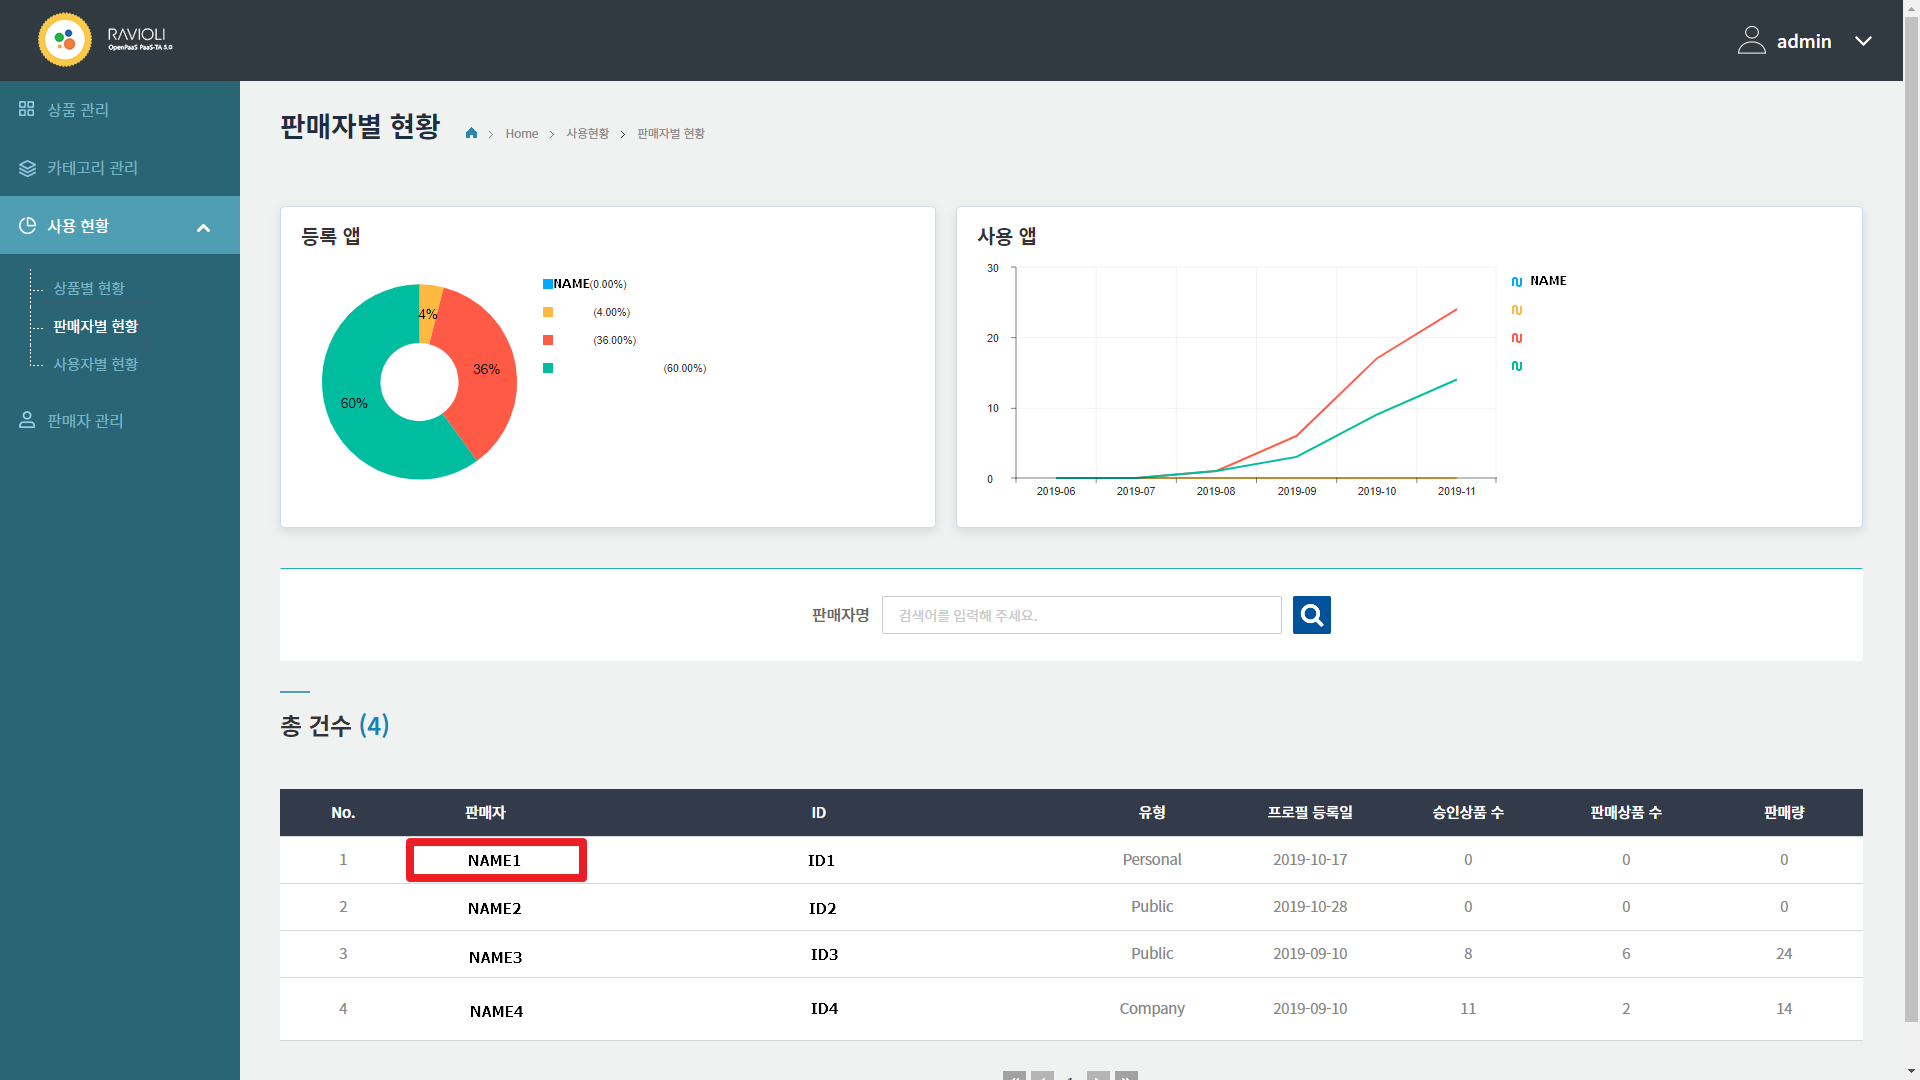 RAVIOLI
OpenPaaS PaaS-TA 5.0
admin
상품 관리
카테고리 관리
사용 현황
상품별 현황
판매자별 현황
사용자별 현황
판매자 관리
판매자별 현황
Home
사용현황
판매자별 현황
등록 앱
4%
36%
60%
NAME(0.00%)
(4.00%)
(36.00%)
(60.00%)
사용 앱
30
20
10
0
2019-06 2019-07 2019-08 2019-09 2019-10 2019-11
NAME
판매자명 검색어를 입력해 주세요.
총 건수 (4)
No. 판매자 ID 유형 프로필 등록일 승인상품 수 판매상품 수 판매량
1 NAME1 ID1 Personal 2019-10-17 0 0 0
2 NAME2 ID2 Public 2019-10-28 0 0 0
3 NAME3 ID3 Public 2019-09-10 8 6 24
4 NAME4 ID4 Company 2019-09-10 11 2 14